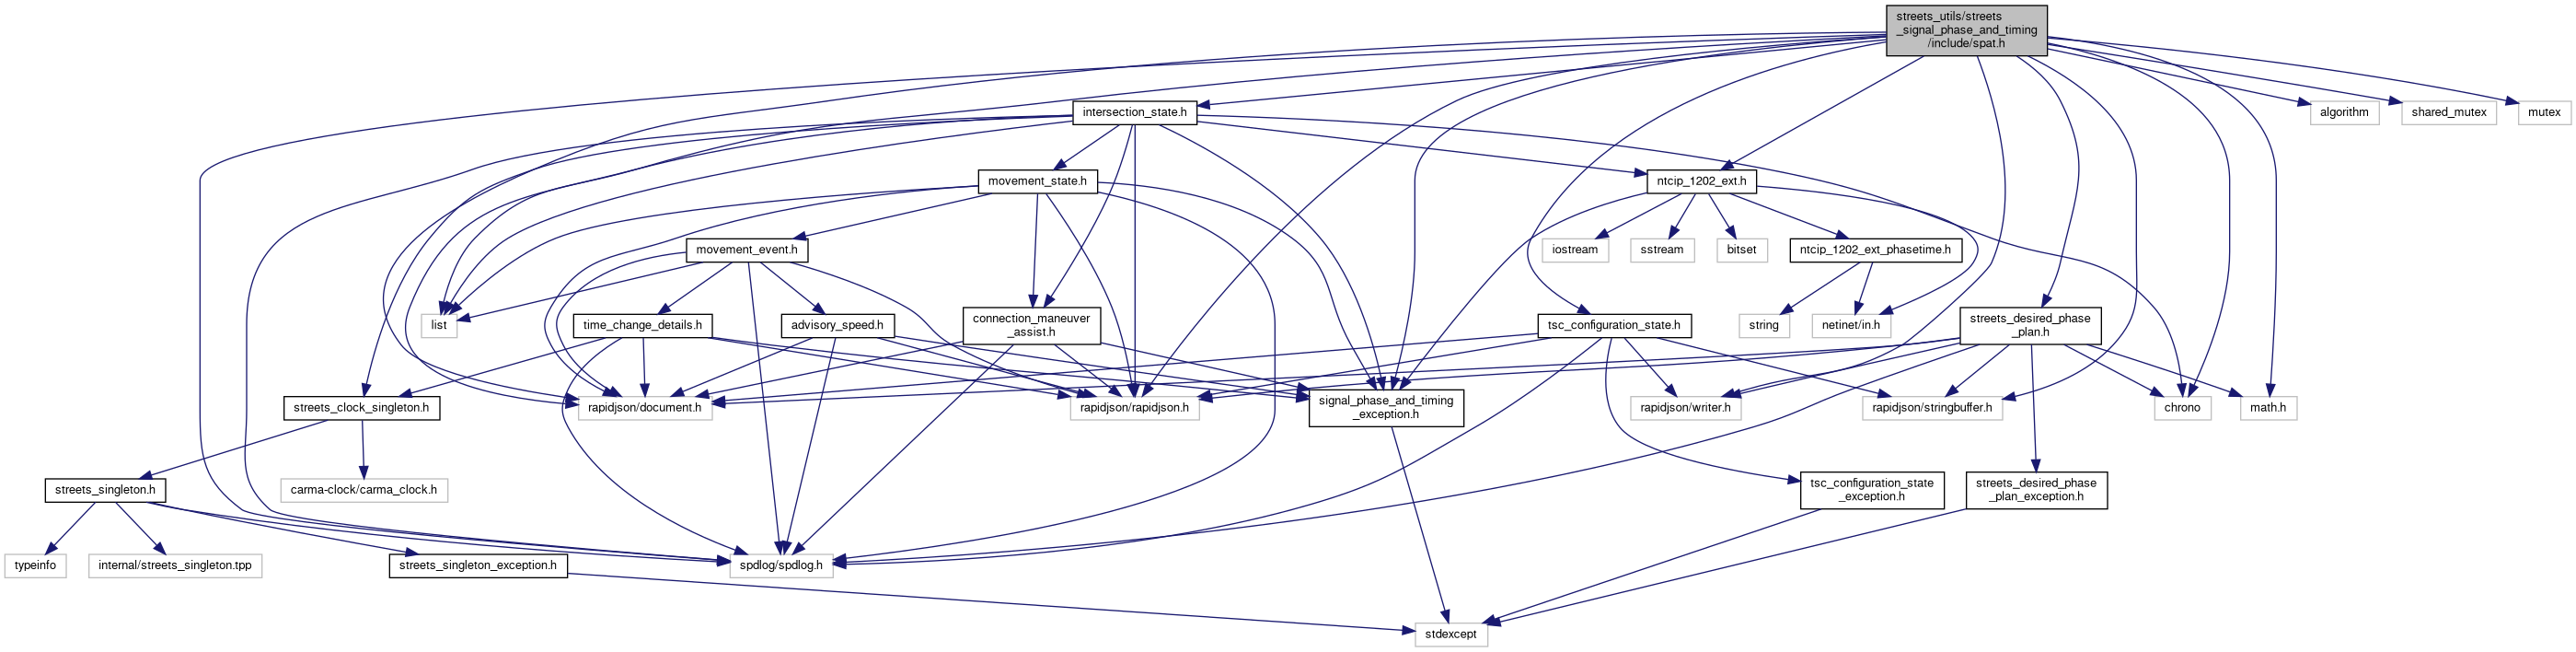 streets_utils/streets
_signal_phase_and_timing
/include/spat.h
intersection_state.h
algorithm
shared_mutex
mutex
movement_state.h
ntcip_1202_ext.h
movement_event.h
iostream
sstream
bitset
ntcip_1202_ext_phasetime.h
list
time_change_details.h
advisory_speed.h
connection_maneuver
_assist.h
tsc_configuration_state.h
string
netinet/in.h
streets_desired_phase
_plan.h
streets_clock_singleton.h
rapidjson/document.h
rapidjson/rapidjson.h
signal_phase_and_timing
_exception.h
rapidjson/writer.h
rapidjson/stringbuffer.h
chrono
math.h
streets_singleton.h
carma-clock/carma_clock.h
tsc_configuration_state
_exception.h
streets_desired_phase
_plan_exception.h
typeinfo
internal/streets_singleton.tpp
streets_singleton_exception.h
spdlog/spdlog.h
stdexcept